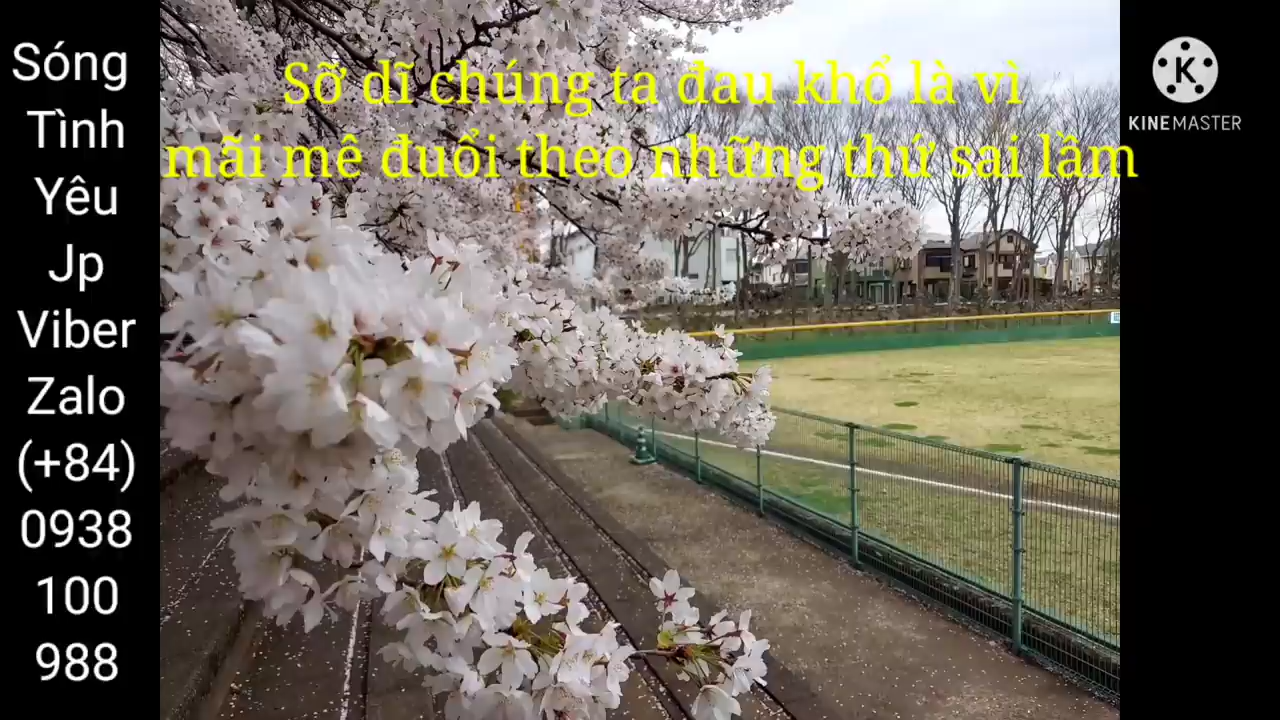 Sóng
Tình
Yêu
Jp
Viber
Zalo
(+84)
0938
100
988
Sỡ dĩ chúng ta đau khổ là vì
mãi mê đuổi theo những thứ sai lầm
K
KINEMASTER